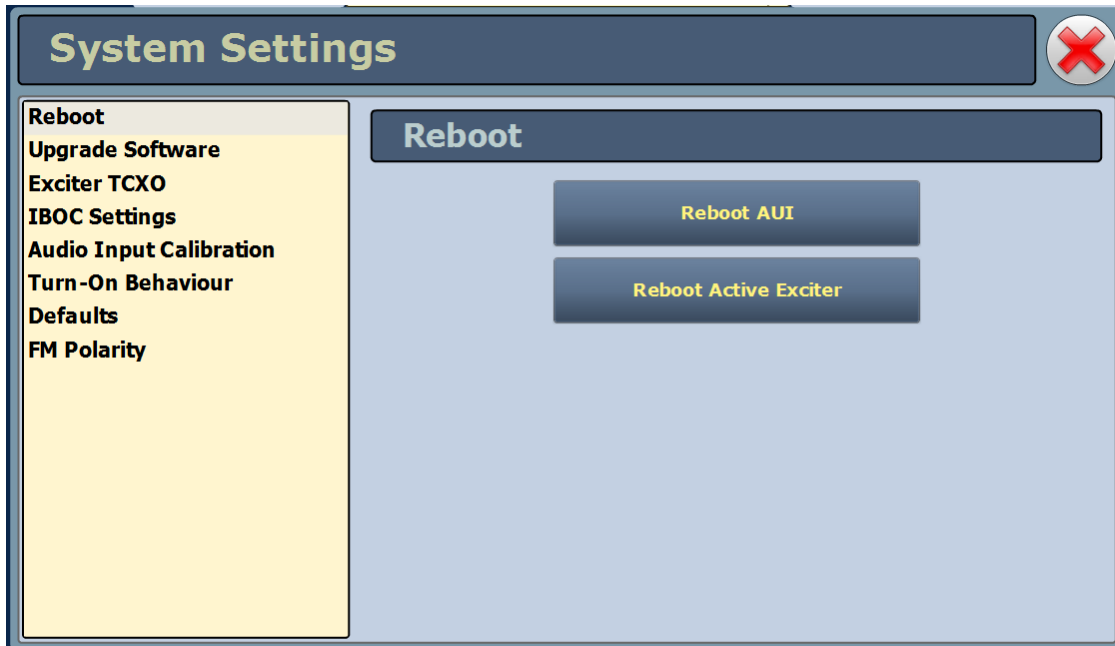 System Settings
Reboot
Upgrade Software
Exciter TCXO
IBOC Settings
Audio Input Calibration
Turn-On Behaviour
Defaults
FM Polarity
Reboot
Reboot AUI
Reboot Active Exciter